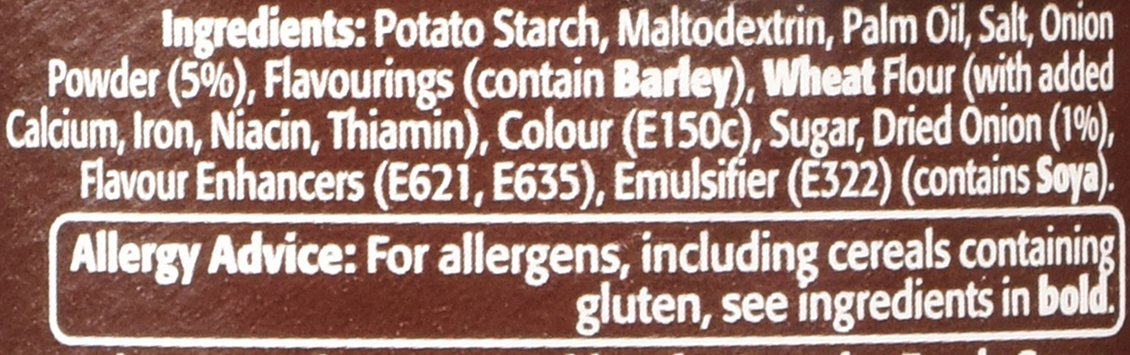 Ingredients: Potato Starch, Maltodextrin, Palm Oil, Salt, Onion
Powder (5%), Flavourings (contain Barley), Wheat Flour (with added
Calcium, Iron, Niacin, Thiamin), Colour (E150c), Sugar, Dried Onion (1%),
Flavour Enhancers (E621, E635), Emulsifier (E322) (contains Soya).
Allergy Advice: For allergens, including cereals containing
gluten, see ingredients in bold.